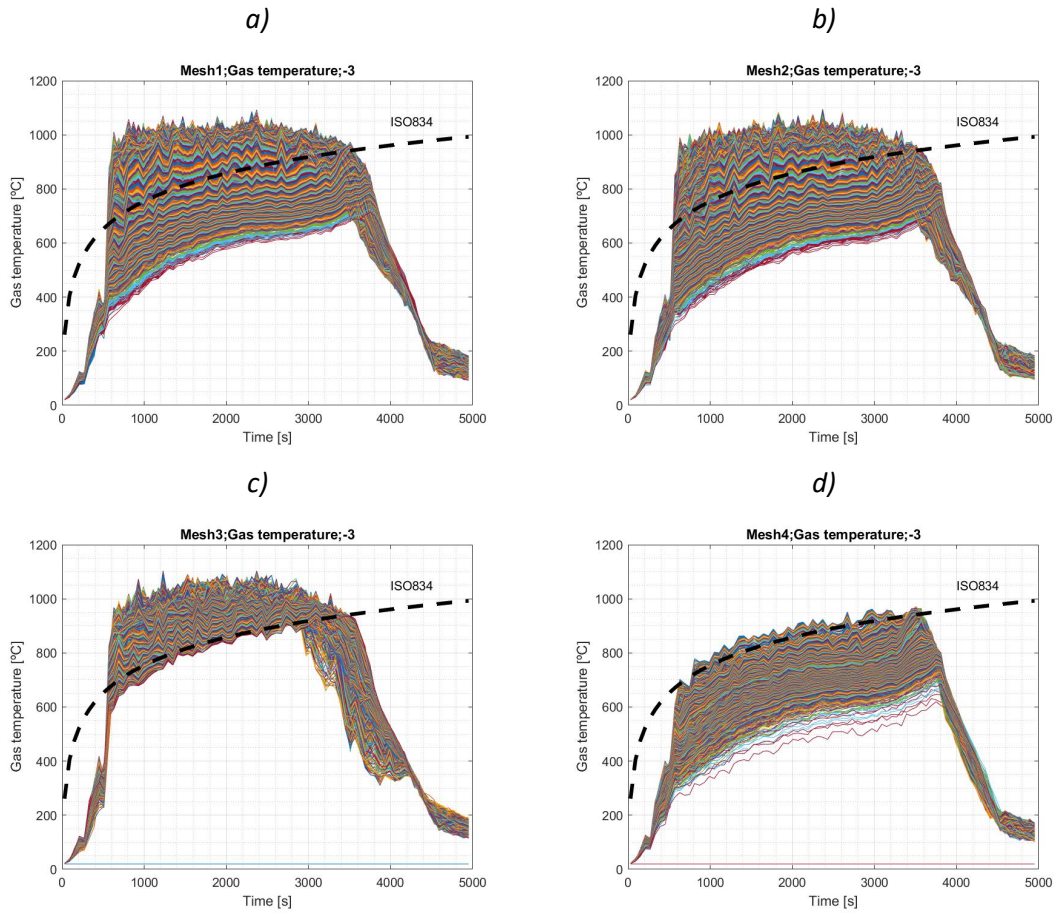 a)
b)
Mesh1;Gas temperature;-3
Mesh2;Gas temperature;-3
1200
1000
800
600
400
200
0
Gas temperature [ºC]
ISO834
0
1000
2000
3000
4000
5000
Time [s]
1200
1000
800
600
400
200
0
Gas temperature [ºC]
ISO834
0
1000
2000
3000
4000
5000
Time [s]
c)
d)
Mesh3;Gas temperature;-3
Mesh4;Gas temperature;-3
1200
1000
800
600
400
200
0
Gas temperature [ºC]
ISO834
0
1000
2000
3000
4000
5000
Time [s]
1200
1000
800
600
400
200
0
Gas temperature [ºC]
ISO834
0
1000
2000
3000
4000
5000
Time [s]